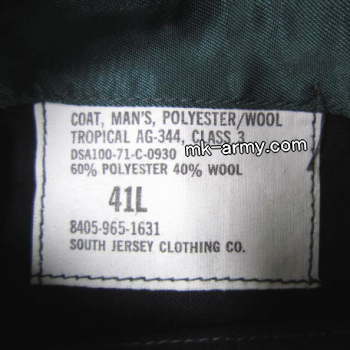 COAT, MAN'S, POLYESTER/WOOL
TROPICAL AG-344, CLASS 3
DSA100-71-C-0930
mk-army.com
60% POLYESTER 40% WOOL
41L
8405-965-1631
SOUTH JERSEY CLOTHING CO.